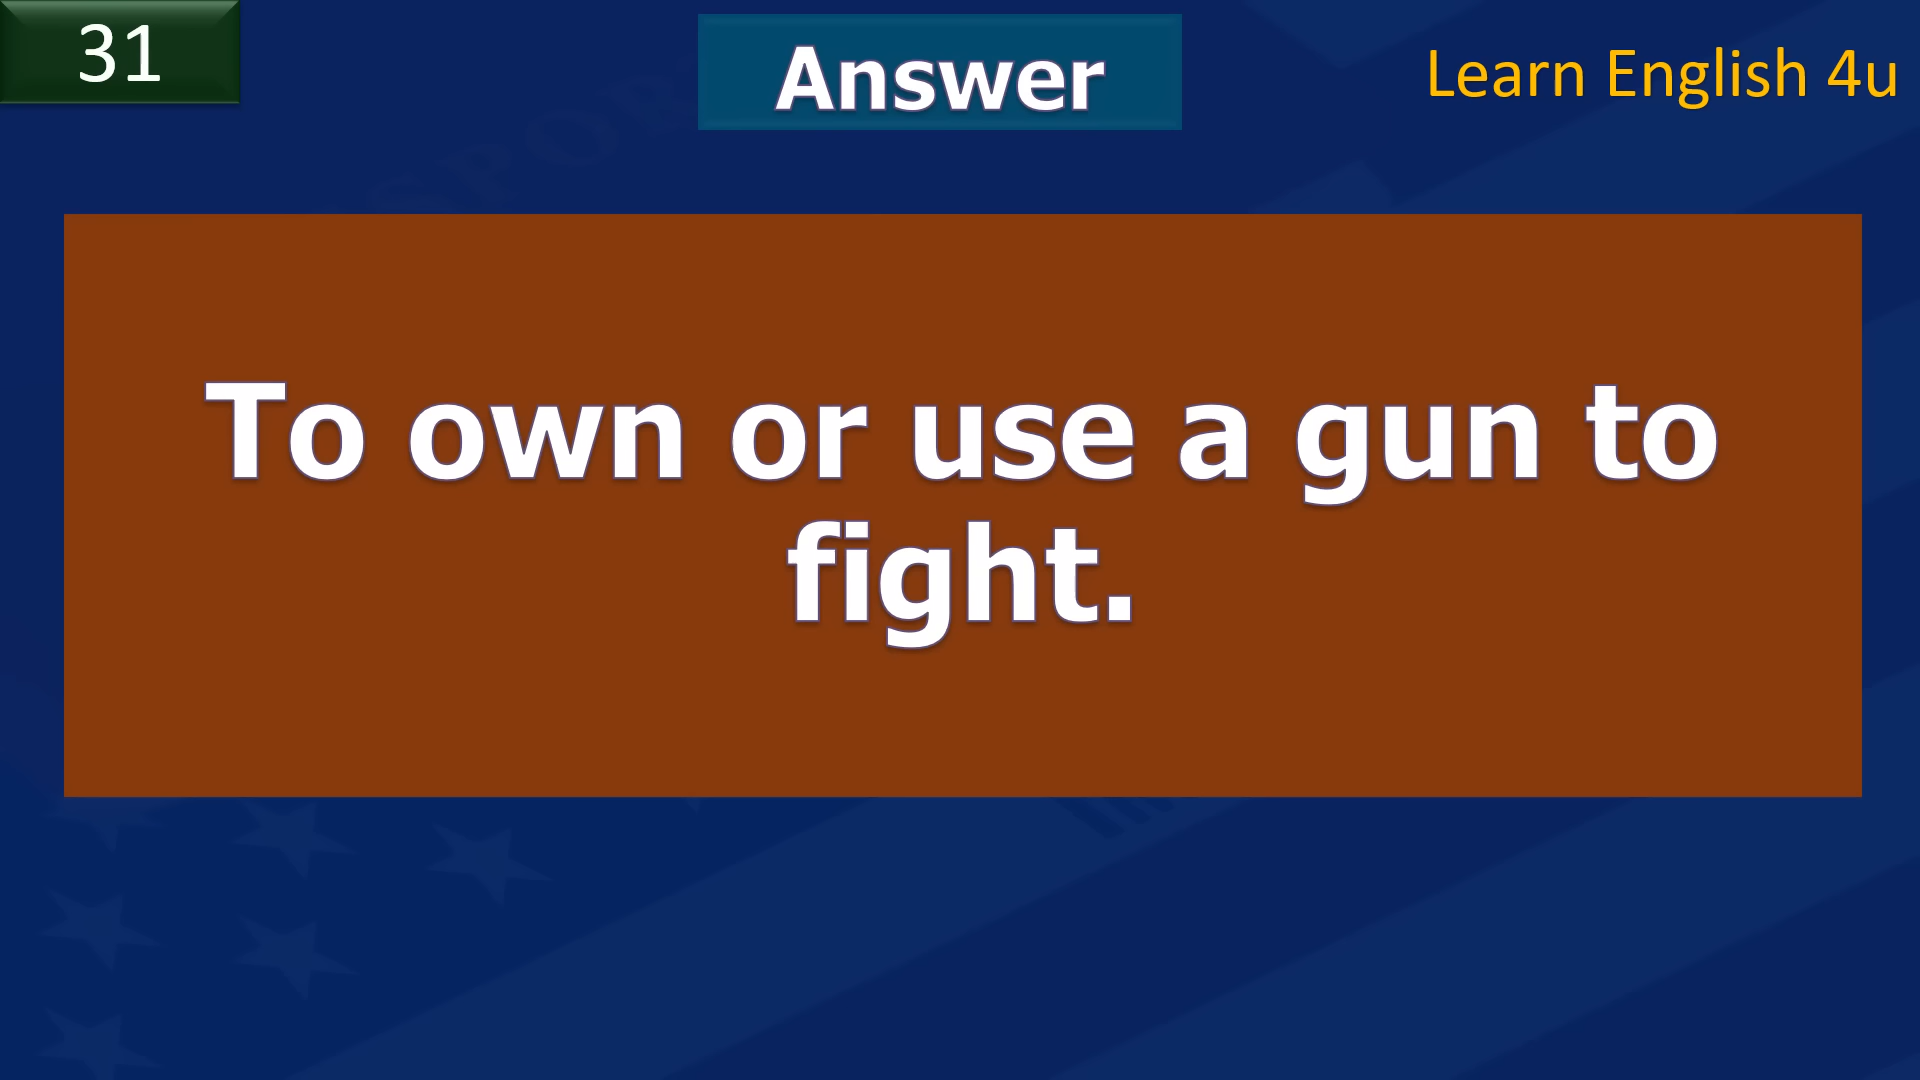 31
Answer
Learn English 4u
To own or use a gun to
fight.